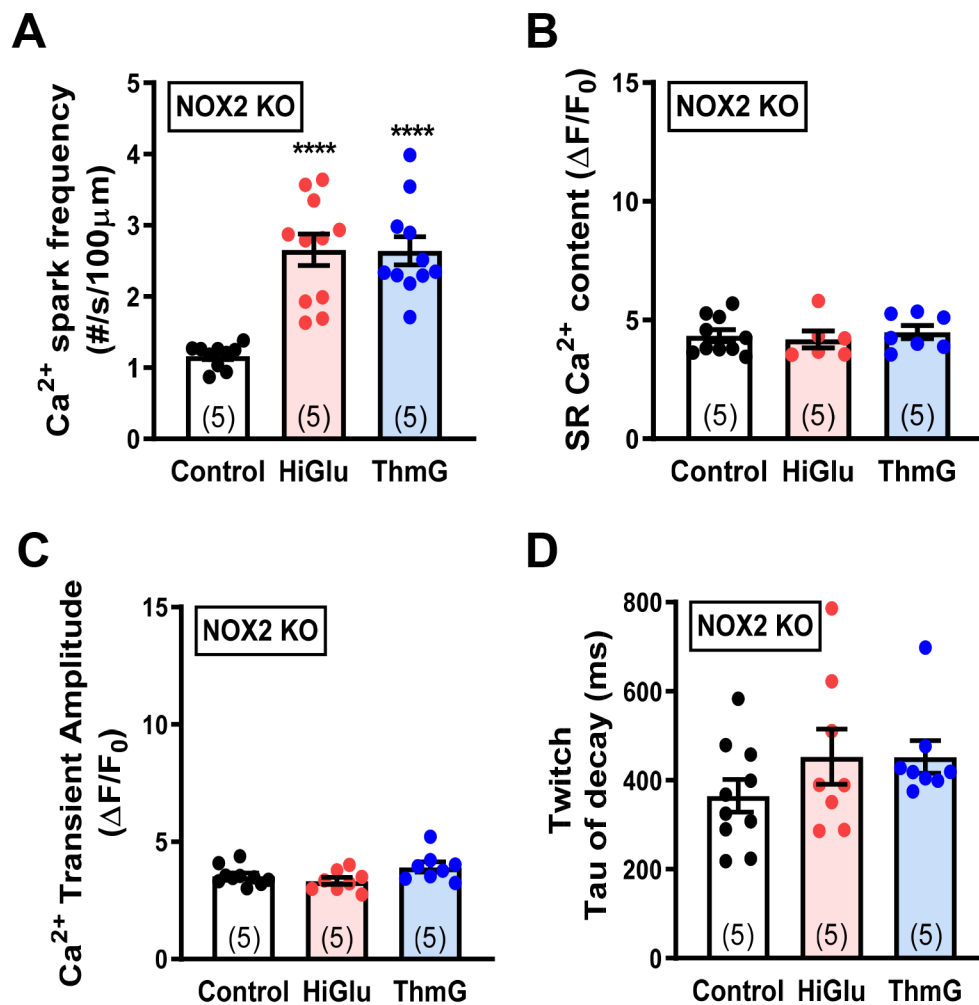 A
Ca²⁺ spark frequency
(#/s/100μm)
5
4
3
2
1
0
NOX2 KO
****
****
(5)
(5)
(5)
Control
HiGlu
ThmG
B
SR Ca²⁺ content (ΔF/F₀)
15
10
5
0
NOX2 KO
(5)
(5)
(5)
Control
HiGlu
ThmG
C
Ca²⁺ Transient Amplitude
(ΔF/F₀)
15
10
5
0
NOX2 KO
(5)
(5)
(5)
Control
HiGlu
ThmG
D
Twitch
Tau of decay (ms)
800
600
400
200
0
NOX2 KO
(5)
(5)
(5)
Control
HiGlu
ThmG